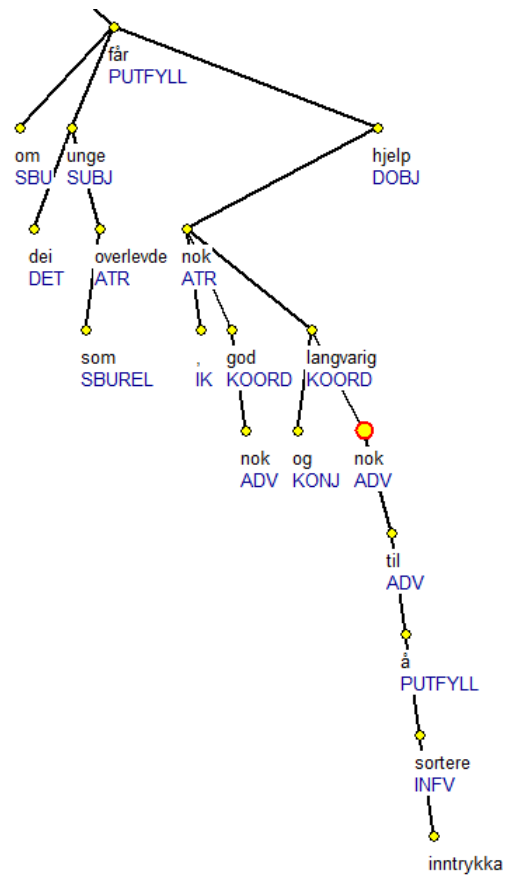 får
PUTFYLL
om unge hjelp
SBU SUBJ DOBJ
dei overlevde nok
DET ATR ATR
som , god langvarig
SBUREL IK KOORD KOORD
nok og nok
ADV KONJ ADV
til
ADV
å
PUTFYLL
sortere
INFV
inntrykka